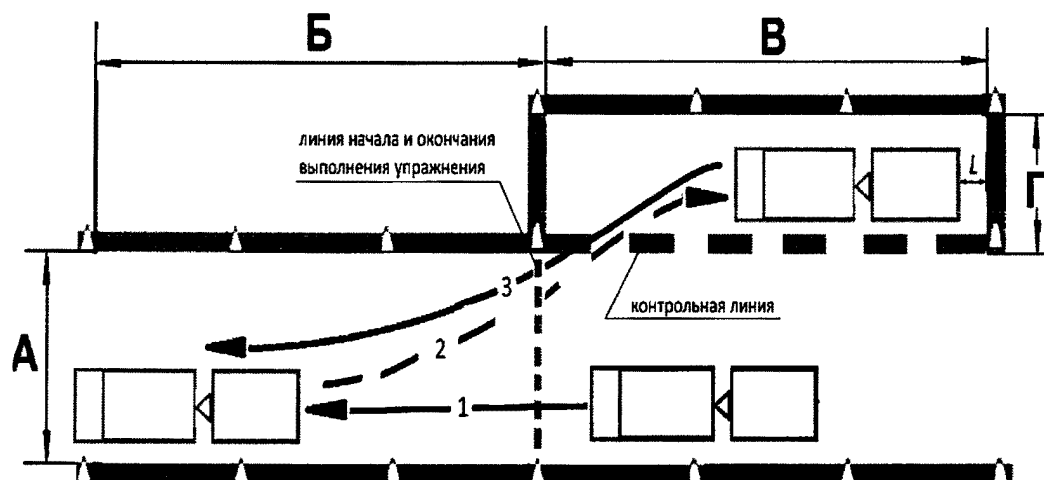 Б
В
линия начала и окончания
выполнения упражнения
L
Г
3
контрольная линия
А
2
1